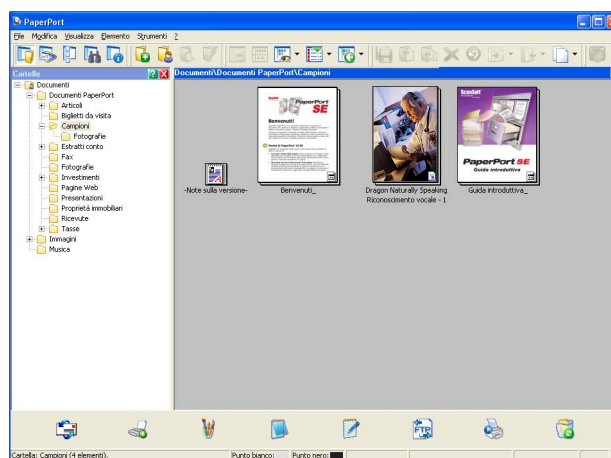 PaperPort
File Modifica Visualizza Elemento Strumenti ?
Cartelle
Documenti\Documenti PaperPort\Campioni
Documenti
Documenti PaperPort
Articoli
Biglietti da visita
Campioni
Fotografie
Estratti conto
Fax
Fotografie
Investimenti
Pagine Web
Presentazioni
Proprietà immobiliari
Ricevute
Tasse
Immagini
Musica
ScanSoft
PaperPort
SE
Benvenuti!
-Note sulla versione-
Benvenuti_
Dragon Naturally Speaking
Riconoscimento vocale - 1
ScanSoft
PaperPort SE
Guida introduttiva
Guida introduttiva_
FTP
Cartella: Campioni (4 elementi).
Punto bianco:
Punto nero: